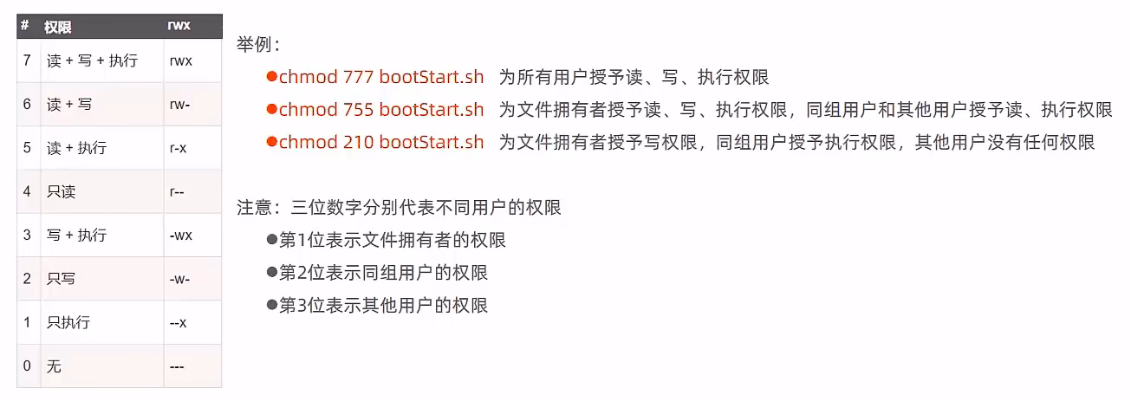 # 权限 rwx
7 读 + 写 + 执行 rwx
6 读 + 写 rw-
5 读 + 执行 r-x
4 只读 r--
3 写 + 执行 -wx
2 只写 -w-
1 只执行 --x
0 无 ---
举例：
●chmod 777 bootStart.sh 为所有用户授予读、写、执行权限
●chmod 755 bootStart.sh 为文件拥有者授予读、写、执行权限，同组用户和其他用户授予读、执行权限
●chmod 210 bootStart.sh 为文件拥有者授予写权限，同组用户授予执行权限，其他用户没有任何权限
注意：三位数字分别代表不同用户的权限
●第1位表示文件拥有者的权限
●第2位表示同组用户的权限
●第3位表示其他用户的权限